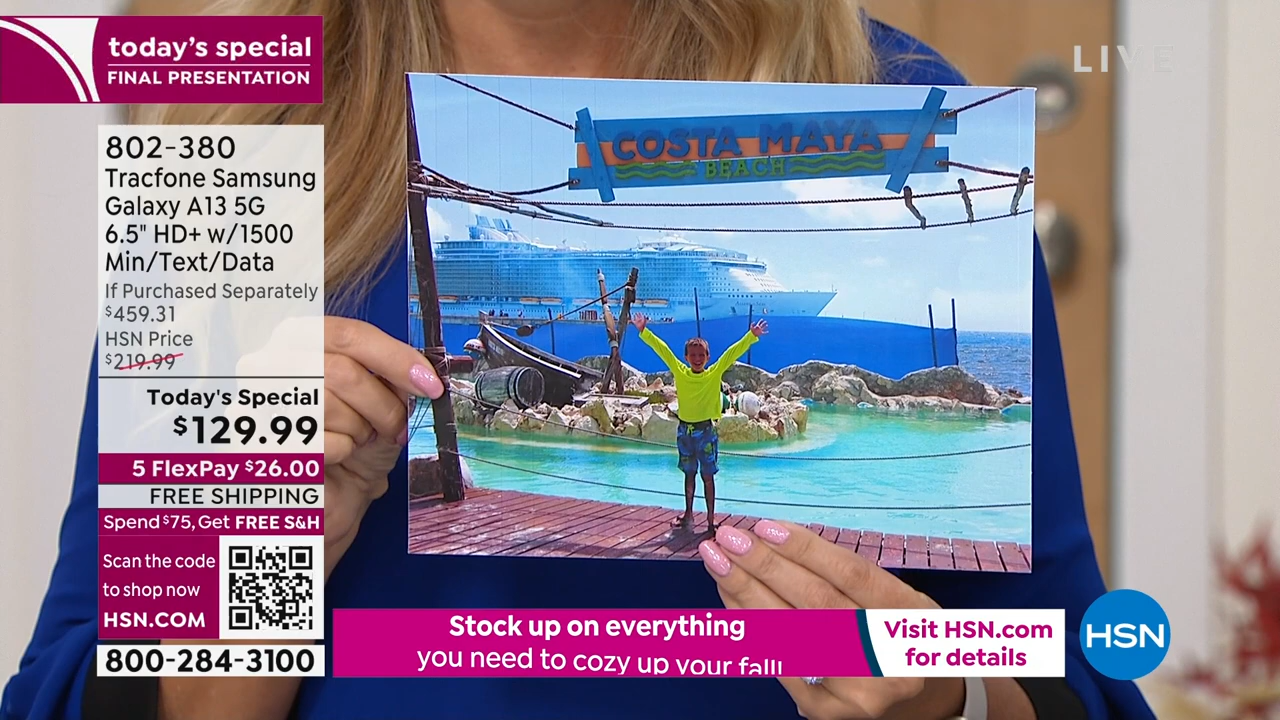 today's special
FINAL PRESENTATION
LIVE
802-380
Tracfone Samsung
Galaxy A13 5G
6.5" HD+ w/1500
Min/Text/Data
If Purchased Separately
$459.31
HSN Price
$219.99
Today's Special
$129.99
5 FlexPay $26.00
FREE SHIPPING
Spend $75, Get FREE S&H
Scan the code
to shop now
HSN.COM
800-284-3100
COSTA MAYA
BEACH
Stock up on everything
you need to cozy up your fall!
Visit HSN.com
for details
HSN